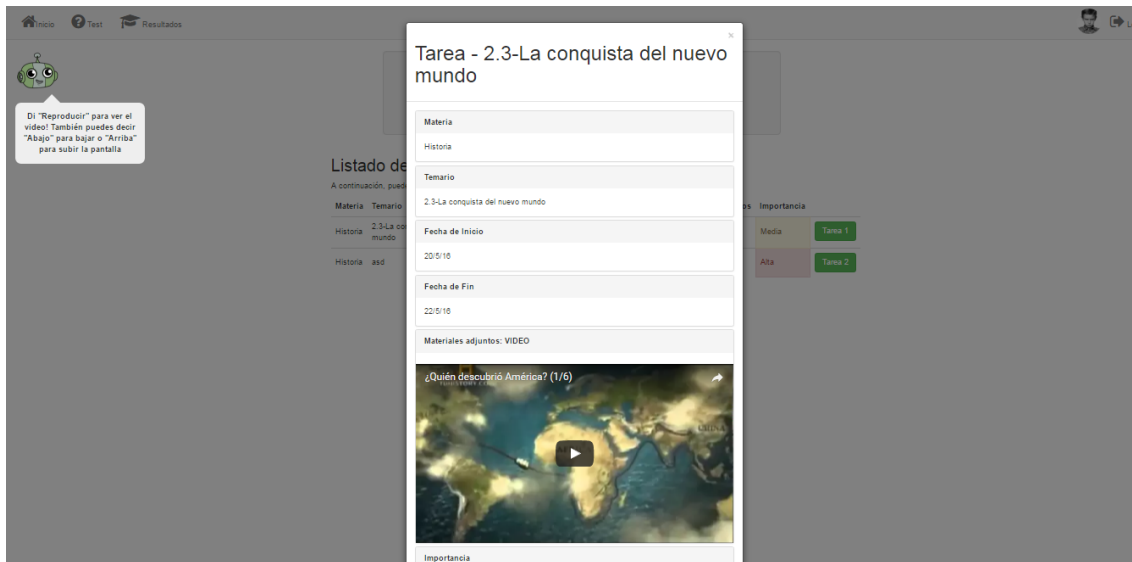 Inicio Test Resultados
Di "Reproducir" para ver el
video! También puedes decir
"Abajo" para bajar o "Arriba"
para subir la pantalla
Listado de
A continuación, pued
Materia Temario
Historia 2.3-La co
mundo
Historia asd
os Importancia
Media Tarea 1
Alta Tarea 2
×
Tarea - 2.3-La conquista del nuevo
mundo
Materia
Historia
Temario
2.3-La conquista del nuevo mundo
Fecha de Inicio
20/5/16
Fecha de Fin
22/5/16
Materiales adjuntos: VIDEO
¿Quién descubrió América? (1/6)
CHINA
Importancia